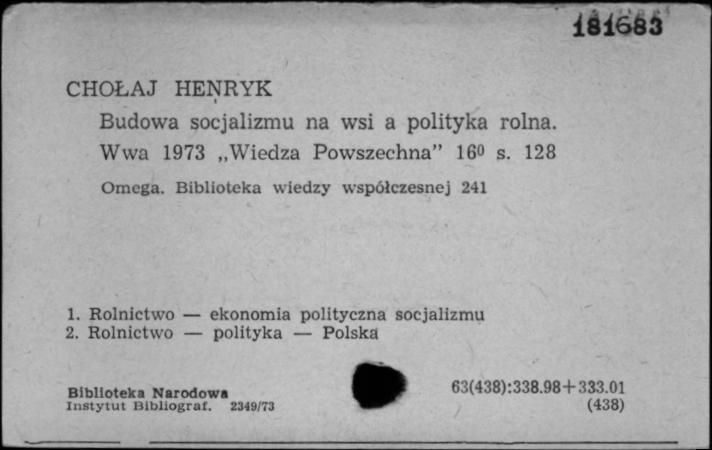 181683
CHOŁAJ HENRYK
Budowa socjalizmu na wsi a polityka rolna.
Wwa 1973 „Wiedza Powszechna” 16⁰ s. 128
Omega. Biblioteka wiedzy współczesnej 241
1. Rolnictwo — ekonomia polityczna socjalizmu
2. Rolnictwo — polityka — Polska
Biblioteka Narodowa
Instytut Bibliograf. 2349/73
63(438):338.98+333.01
(438)